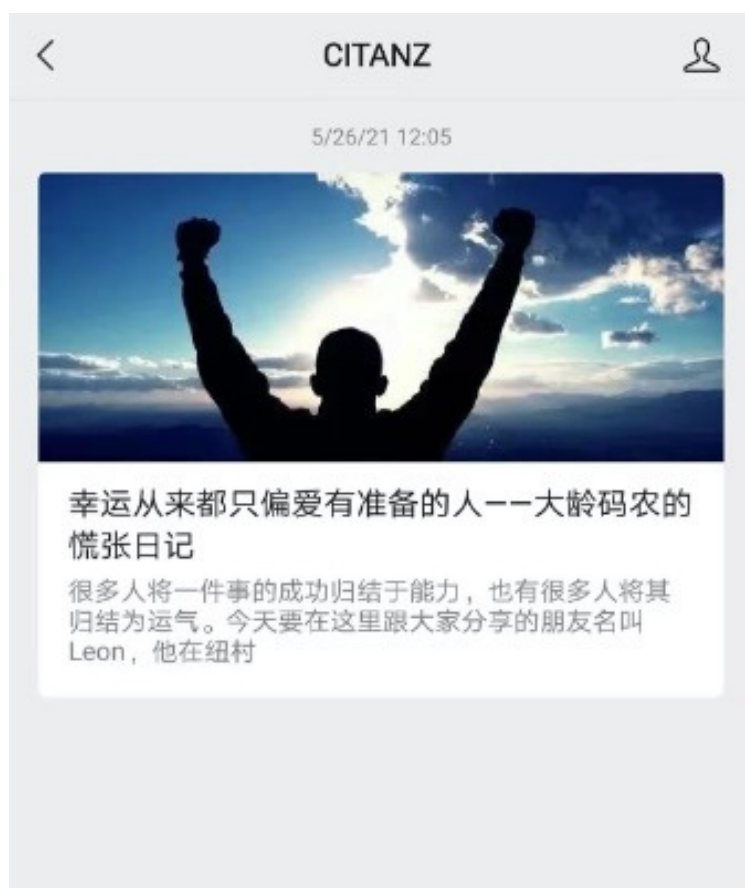 CITANZ
5/26/21 12:05
幸运从来都只偏爱有准备的人——大龄码农的
慌张日记
很多人将一件事的成功归结于能力，也有很多人将其
归结为运气。今天要在这里跟大家分享的朋友名叫
Leon，他在纽村